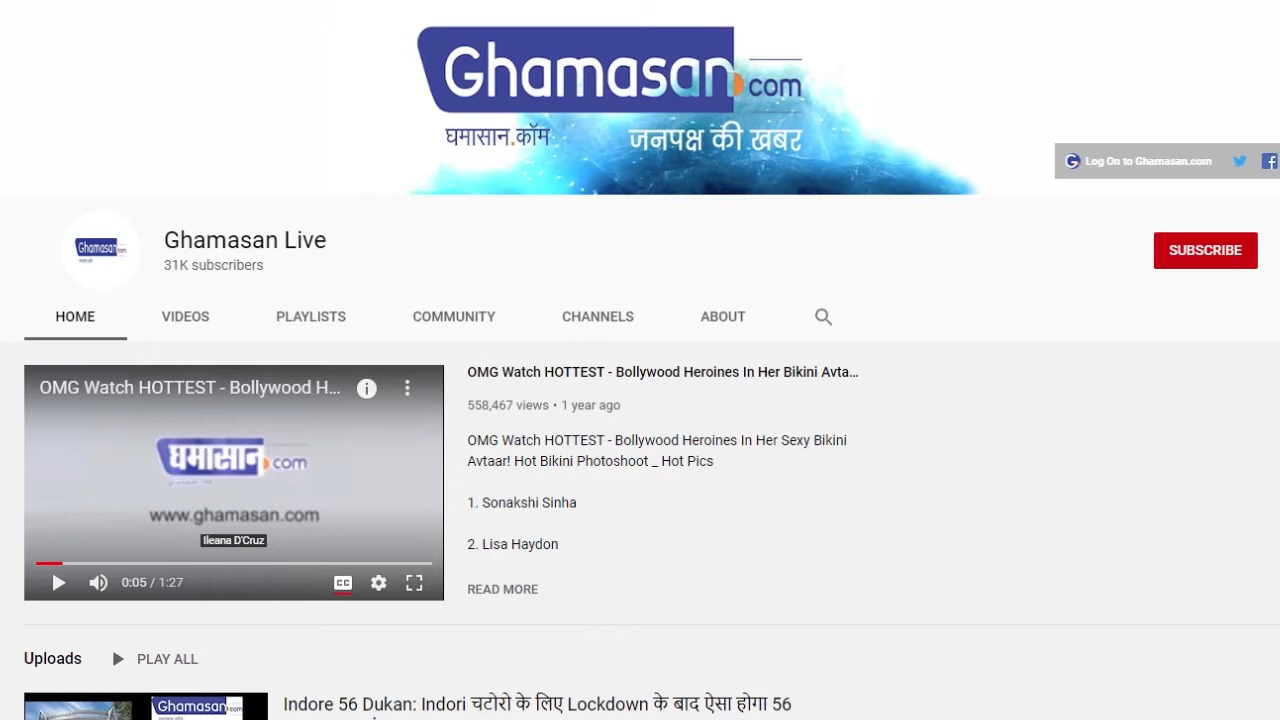 Ghamasan.com
घमासान.कॉम
जनपक्ष की खबर
Log On to Ghamasan.com
Ghamasan.com
Ghamasan Live
31K subscribers
SUBSCRIBE
HOME VIDEOS PLAYLISTS COMMUNITY CHANNELS ABOUT
OMG Watch HOTTEST - Bollywood H...
घमासान.com
www.ghamasan.com
Ileana D'Cruz
0:05 / 1:27
CC
OMG Watch HOTTEST - Bollywood Heroines In Her Bikini Avta...
558,467 views • 1 year ago
OMG Watch HOTTEST - Bollywood Heroines In Her Sexy Bikini
Avtaar! Hot Bikini Photoshoot _ Hot Pics
1. Sonakshi Sinha
2. Lisa Haydon
READ MORE
Uploads PLAY ALL
Ghamasan.com
Indore 56 Dukan: Indori चटोरो के लिए Lockdown के बाद ऐसा होगा 56